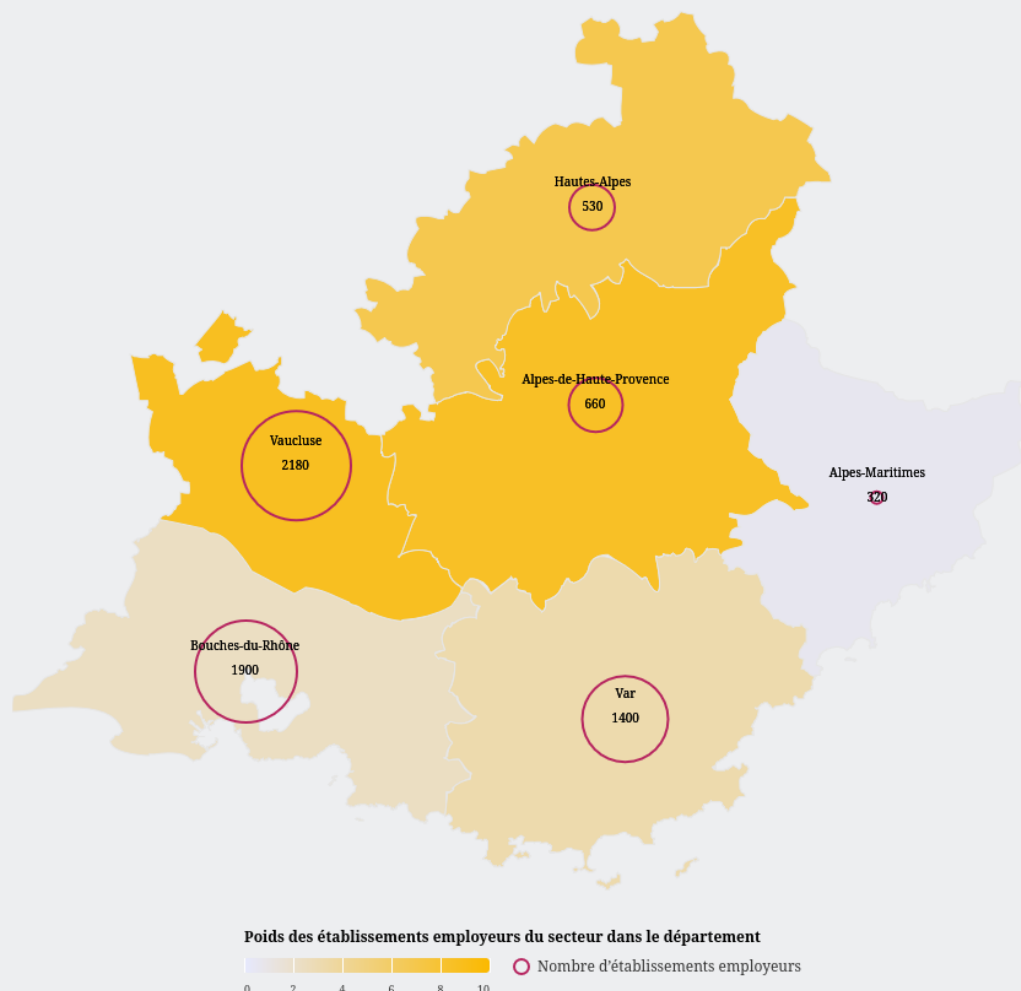 Hautes-Alpes
530
Alpes-de-Haute-Provence
660
Vaucluse
2180
Alpes-Maritimes
320
Bouches-du-Rhône
1900
Var
1400
Poids des établissements employeurs du secteur dans le département
Nombre d'établissements employeurs
0 2 4 6 8 10